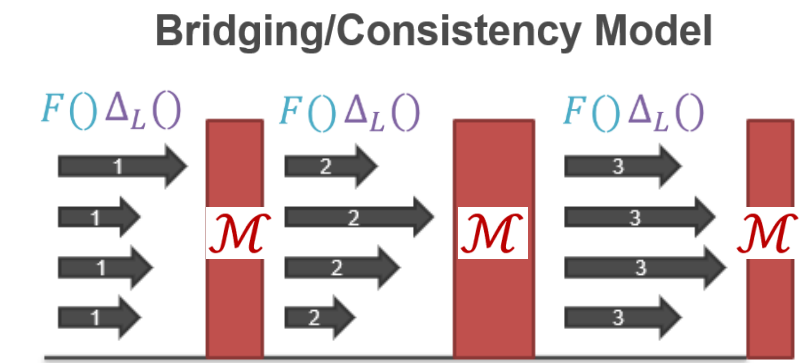 Bridging/Consistency Model
F() Δ_L() F() Δ_L() F() Δ_L()
1 2 3
1 2 3
ℳ ℳ ℳ
1 2 3
1 2 3